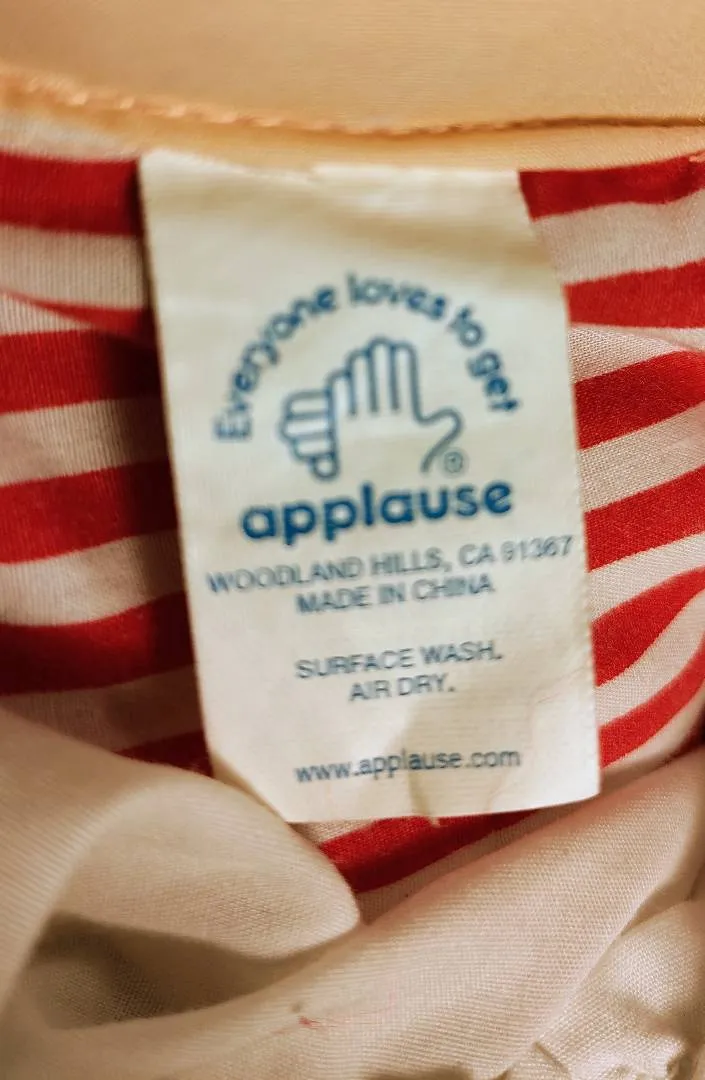 Everyone loves to get
®
applause
WOODLAND HILLS, CA 91367
MADE IN CHINA
SURFACE WASH.
AIR DRY.
www.applause.com